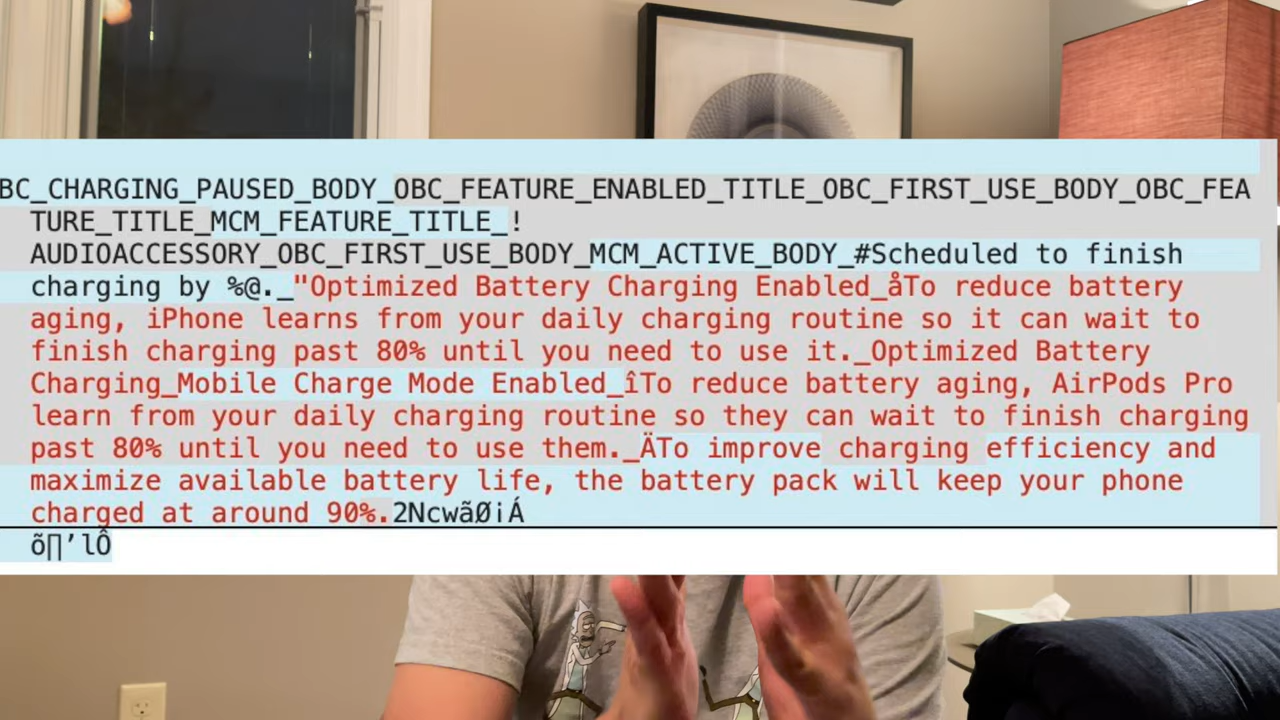 BC_CHARGING_PAUSED_BODY_OBC_FEATURE_ENABLED_TITLE_OBC_FIRST_USE_BODY_OBC_FEA
TURE_TITLE_MCM_FEATURE_TITLE_!
AUDIOACCESSORY_OBC_FIRST_USE_BODY_MCM_ACTIVE_BODY_#Scheduled to finish
charging by %@._"Optimized Battery Charging Enabled_åTo reduce battery
aging, iPhone learns from your daily charging routine so it can wait to
finish charging past 80% until you need to use it._Optimized Battery
Charging_Mobile Charge Mode Enabled_îTo reduce battery aging, AirPods Pro
learn from your daily charging routine so they can wait to finish charging
past 80% until you need to use them._ÄTo improve charging efficiency and
maximize available battery life, the battery pack will keep your phone
charged at around 90%.2NcwãØ¡Á
õ∏’lÔ